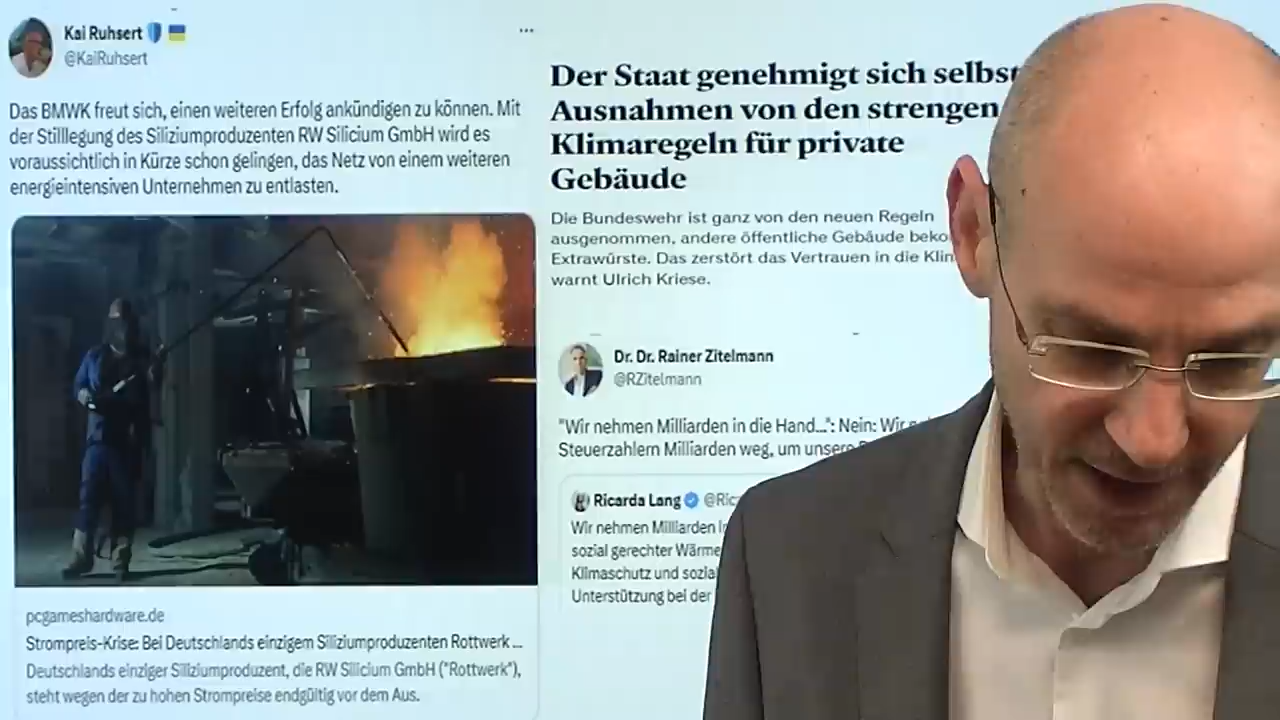 Kai Ruhsert
@KaiRuhsert
Das BMWK freut sich, einen weiteren Erfolg ankündigen zu können. Mit
der Stilllegung des Siliziumproduzenten RW Silicium GmbH wird es
voraussichtlich in Kürze schon gelingen, das Netz von einem weiteren
energieintensiven Unternehmen zu entlasten.
pcgameshardware.de
Strompreis-Krise: Bei Deutschlands einzigem Siliziumproduzenten Rottwerk ...
Deutschlands einziger Siliziumproduzent, die RW Silicium GmbH ("Rottwerk"),
steht wegen der zu hohen Strompreise endgültig vor dem Aus.
Der Staat genehmigt sich selbst
Ausnahmen von den strengen
Klimaregeln für private
Gebäude
Die Bundeswehr ist ganz von den neuen Regeln
ausgenommen, andere öffentliche Gebäude beko
Extrawürste. Das zerstört das Vertrauen in die Klim
warnt Ulrich Kriese.
Dr. Dr. Rainer Zitelmann
@RZitelmann
"Wir nehmen Milliarden in die Hand...": Nein: Wir
Steuerzahlern Milliarden weg, um unsere
Ricarda Lang @Ric
Wir nehmen Milliarden
sozial gerechter Wärme
Klimaschutz und sozial
Unterstützung bei der